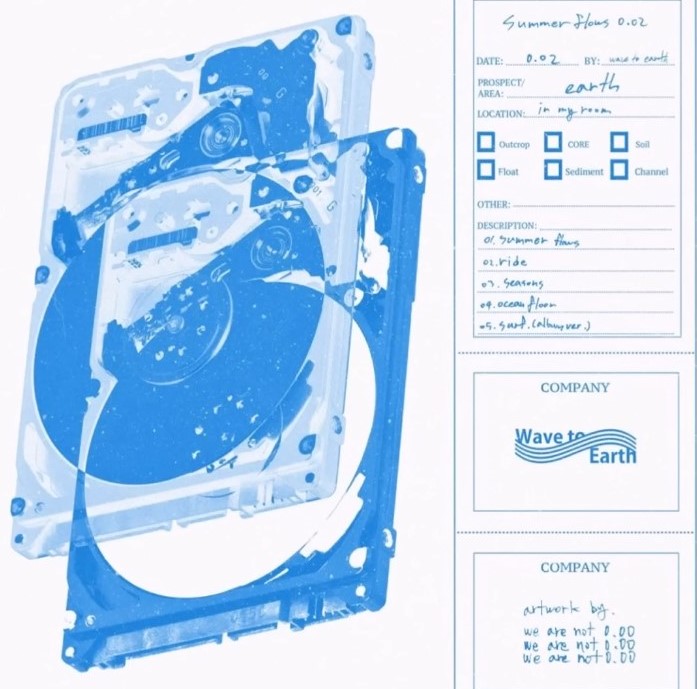 Summer flows 0.02
DATE: 0.02 BY: wave to earth
PROSPECT/
AREA: earth
LOCATION: in my room
Outcrop CORE Soil
Float Sediment Channel
OTHER:
DESCRIPTION:
01. Summer flows
02. ride
03. seasons
04. ocean floor
05. surf. (album ver.)
COMPANY
Wave to
Earth
COMPANY
artwork by.
we are not 0.00
we are not 0.00
we are not 0.00
01 G